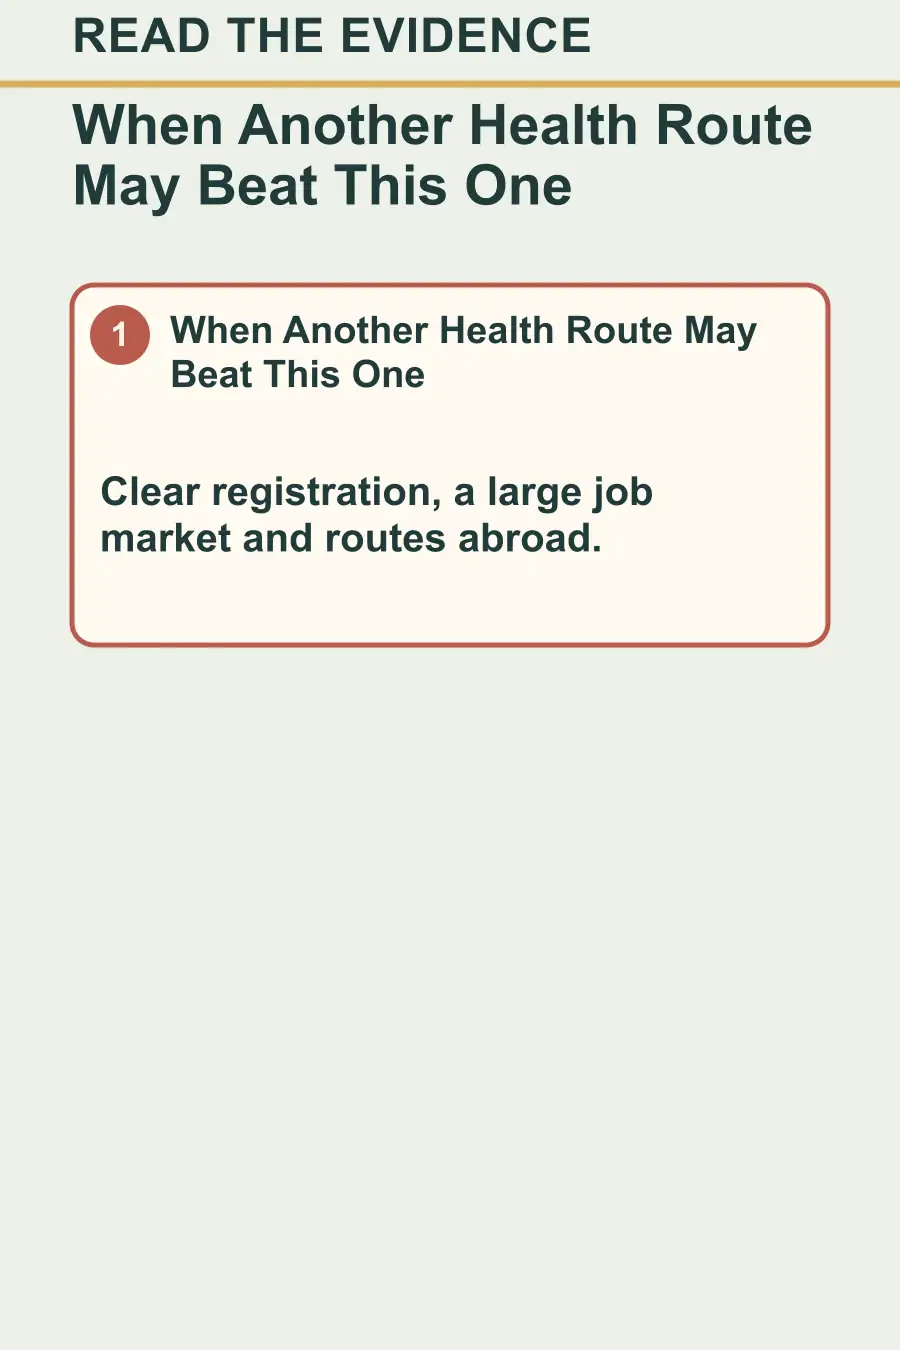 READ THE EVIDENCE
When Another Health Route
May Beat This One
1
When Another Health Route May
Beat This One
Clear registration, a large job
market and routes abroad.